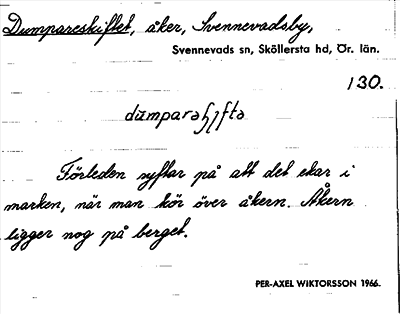 Dumpareskiftet, åker, Svennevadsby,
Svennevads sn, Sköllersta hd, Ör. län.
130.
Förleden syftar på att det ekar i
marken, när man kör över åkern. Åkern
ligger nog på berget.
PER-AXEL WIKTORSSON 1966.